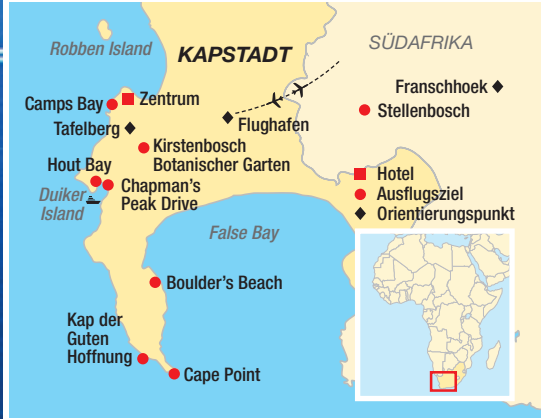 Robben Island
KAPSTADT
SÜDAFRIKA
Franschhoek
Camps Bay
Zentrum
Stellenbosch
Tafelberg
Flughafen
Kirstenbosch
Botanischer Garten
Hout Bay
Chapman's
Peak Drive
Duiker
Island
Hotel
Ausflugsziel
Orientierungspunkt
False Bay
Boulder's Beach
Kap der
Guten
Hoffnung
Cape Point